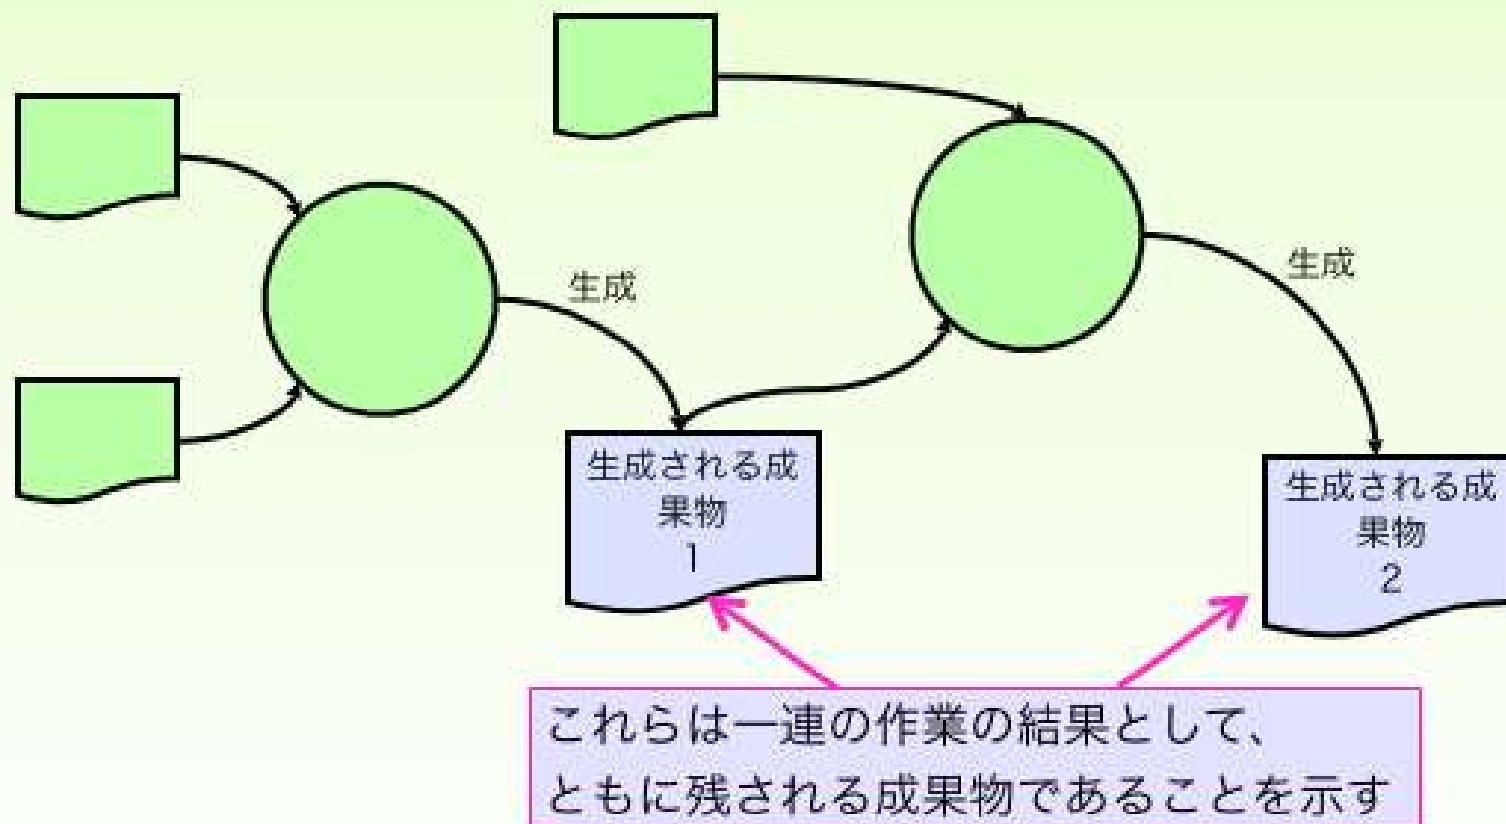 生成
生成
生成される成
果物
1
生成される成
果物
2
これらは一連の作業の結果として、
ともに残される成果物であることを示す